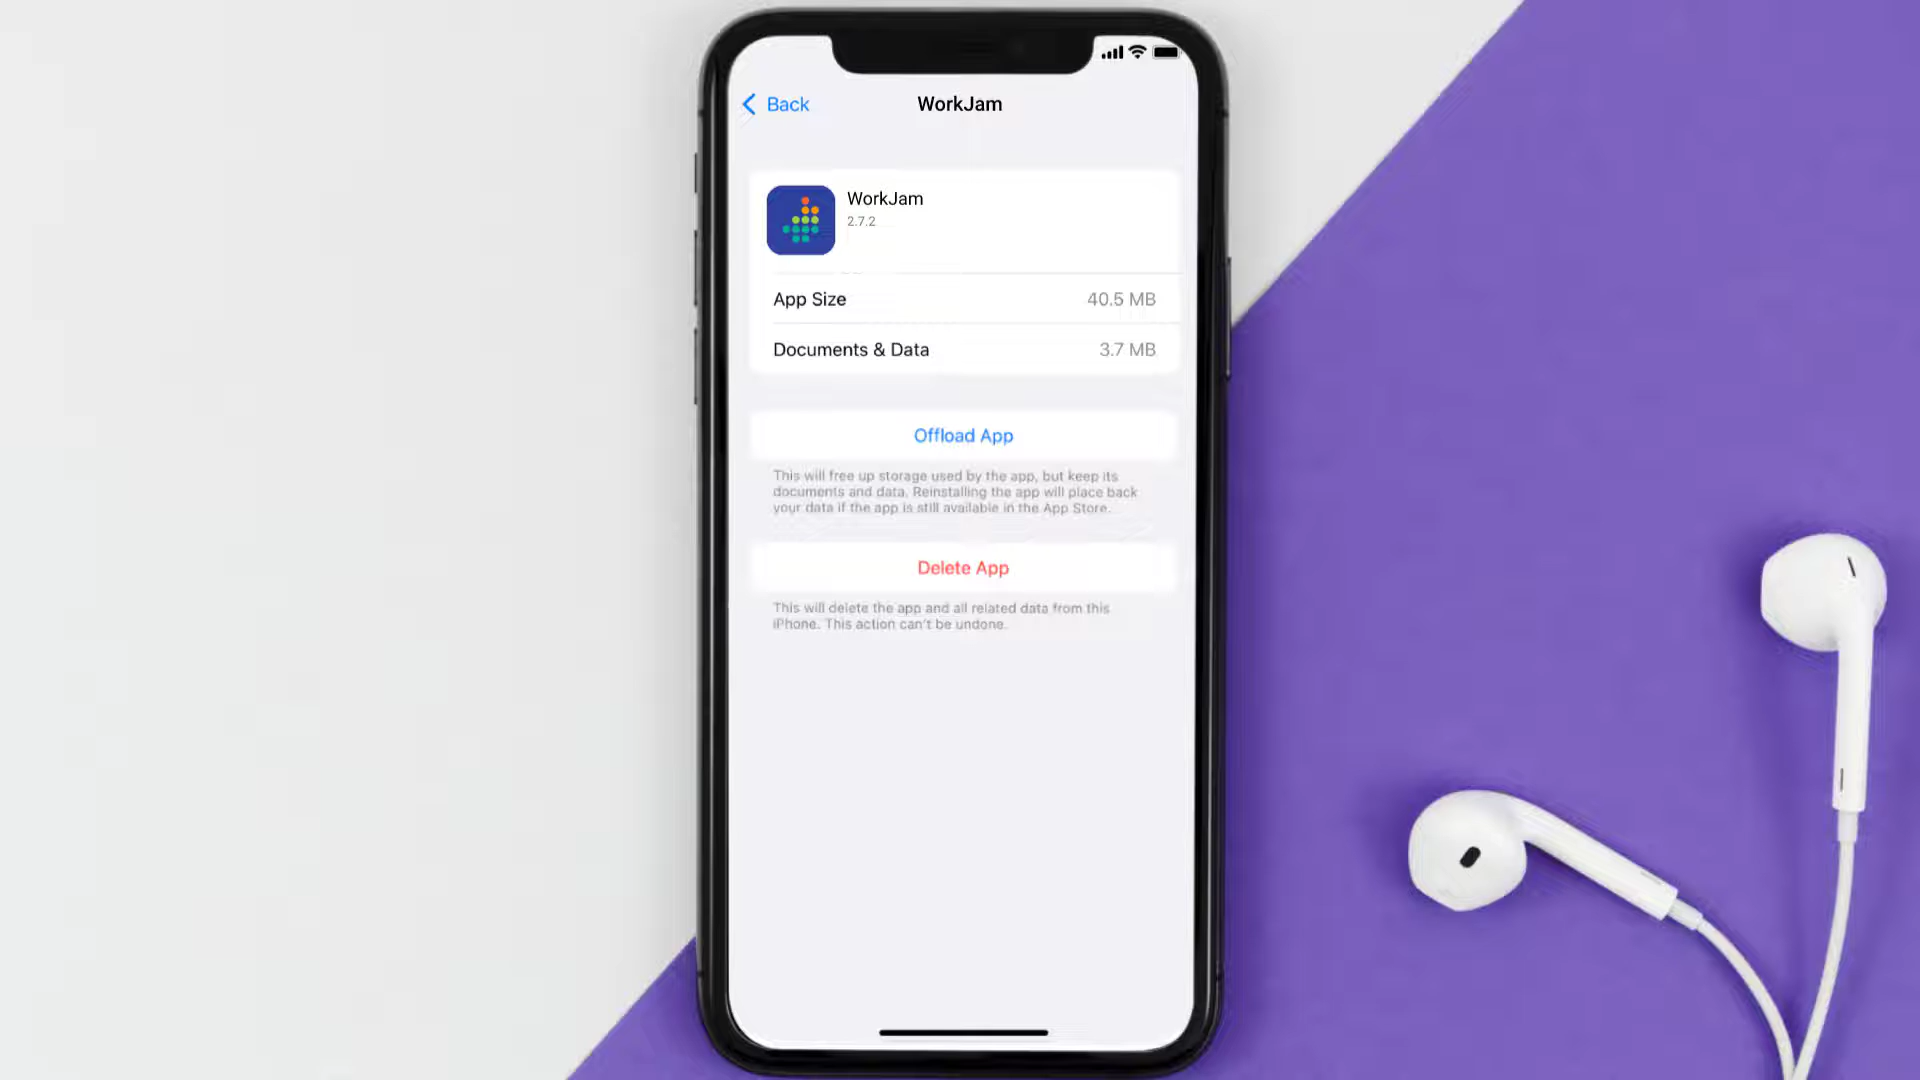 Back
WorkJam
WorkJam
2.7.2
App Size
40.5 MB
Documents & Data
3.7 MB
Offload App
This will free up storage used by the app, but keep its
documents and data. Reinstalling the app will place back
your data if the app is still available in the App Store.
Delete App
This will delete the app and all related data from this
iPhone. This action can't be undone.